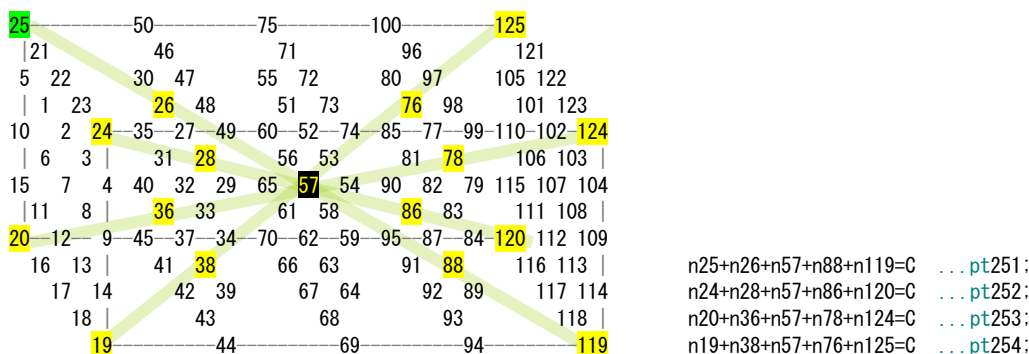 25---------50---------75---------100---------125
|21 46 71 96 121
5 22 30 47 55 72 80 97 105 122
| 1 23 26 48 51 73 76 98 101 123
10 2 24--35--27--49--60--52--74--85--77--99-110-102-124
| 6 3 | 31 28 56 53 81 78 106 103 |
15 7 4 40 32 29 65 57 54 90 82 79 115 107 104
|11 8 | 36 33 61 58 86 83 111 108 |
20--12-- 9--45--37--34--70--62--59--95--87--84-120 112 109
16 13 | 41 38 66 63 91 88 116 113 | n25+n26+n57+n88+n119=C ...pt251;
17 14 42 39 67 64 92 89 117 114 n24+n28+n57+n86+n120=C ...pt252;
18 | 43 68 93 118 | n20+n36+n57+n78+n124=C ...pt253;
19---------44---------69---------94---------119 n19+n38+n57+n76+n125=C ...pt254;